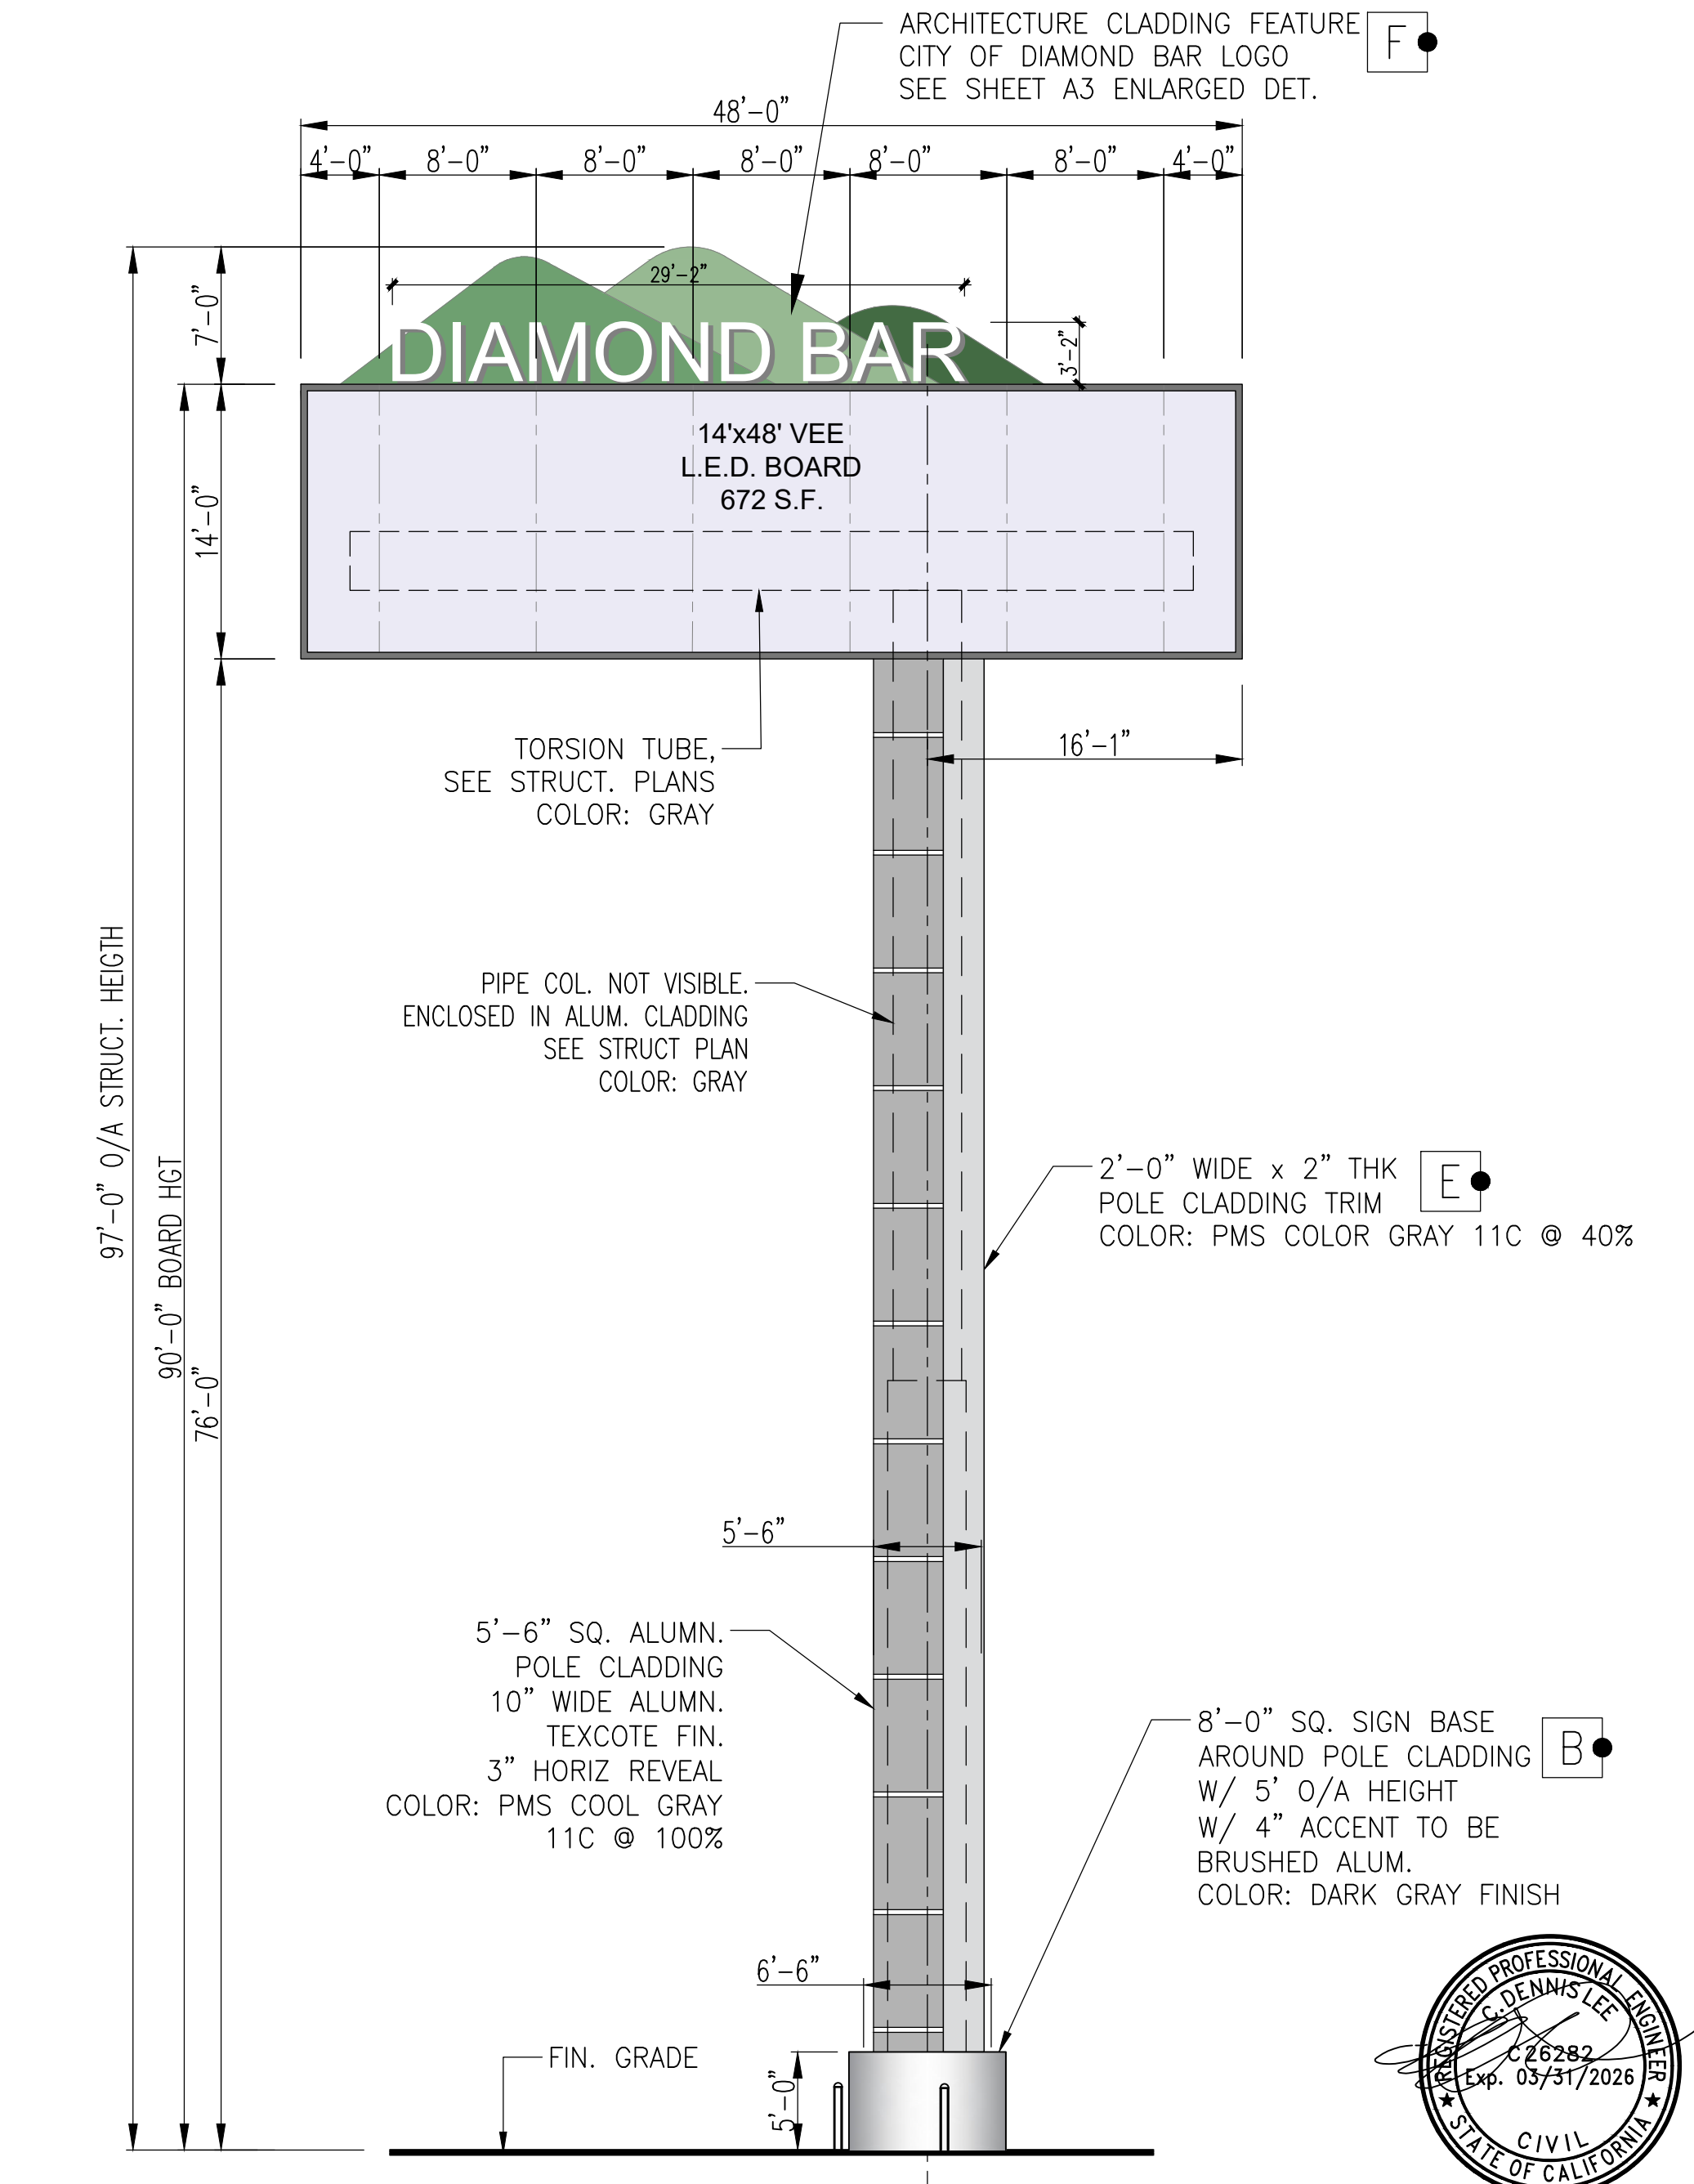 ARCHITECTURE CLADDING FEATURE
CITY OF DIAMOND BAR LOGO
SEE SHEET A3 ENLARGED DET.
F
48'-0"
4'-0" 8'-0" 8'-0" 8'-0" 8'-0" 8'-0" 4'-0"
29'-2"
7'-0"
DIAMOND BAR
3'-2"
14'x48' VEE
L.E.D. BOARD
672 S.F.
14'-0"
TORSION TUBE,
SEE STRUCT. PLANS
COLOR: GRAY
16'-1"
97'-0" O/A STRUCT. HEIGTH
90'-0" BOARD HGT
76'-0"
PIPE COL. NOT VISIBLE.
ENCLOSED IN ALUM. CLADDING
SEE STRUCT PLAN
COLOR: GRAY
2'-0" WIDE x 2" THK
POLE CLADDING TRIM
COLOR: PMS COLOR GRAY 11C @ 40%
E
5'-6"
5'-6" SQ. ALUMN.
POLE CLADDING
10" WIDE ALUMN.
TEXCOTE FIN.
3" HORIZ REVEAL
COLOR: PMS COOL GRAY
11C @ 100%
8'-0" SQ. SIGN BASE
AROUND POLE CLADDING
W/ 5' O/A HEIGHT
W/ 4" ACCENT TO BE
BRUSHED ALUM.
COLOR: DARK GRAY FINISH
B
6'-6"
FIN. GRADE
5'-0"
REGISTERED PROFESSIONAL ENGINEER
G. DENNIS LEE
C26282
Exp. 03/31/2026
CIVIL
STATE OF CALIFORNIA